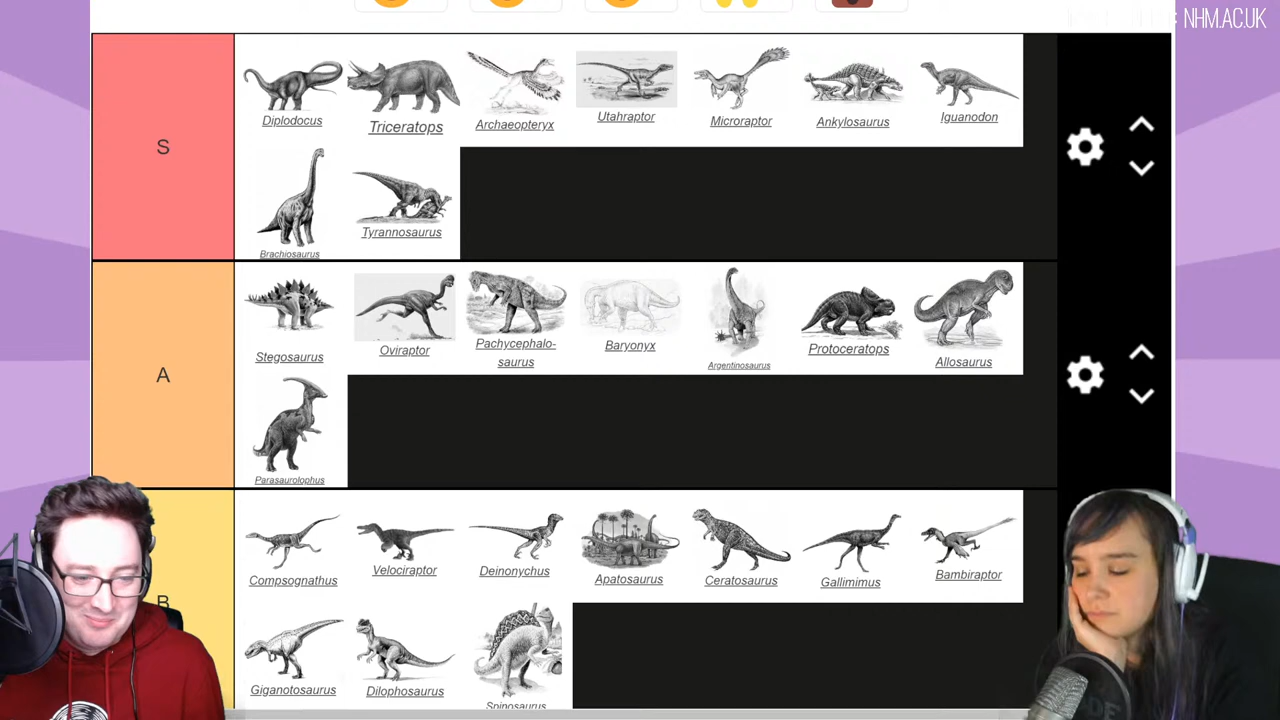 NHM.AC.UK
S
Diplodocus
Triceratops
Archaeopteryx
Utahraptor
Microraptor
Ankylosaurus
Iguanodon
Brachiosaurus
Tyrannosaurus
A
Stegosaurus
Oviraptor
Pachycephalo-
saurus
Baryonyx
Argentinosaurus
Protoceratops
Allosaurus
Parasaurolophus
B
Compsognathus
Velociraptor
Deinonychus
Apatosaurus
Ceratosaurus
Gallimimus
Bambiraptor
Giganotosaurus
Dilophosaurus
Spinosaurus